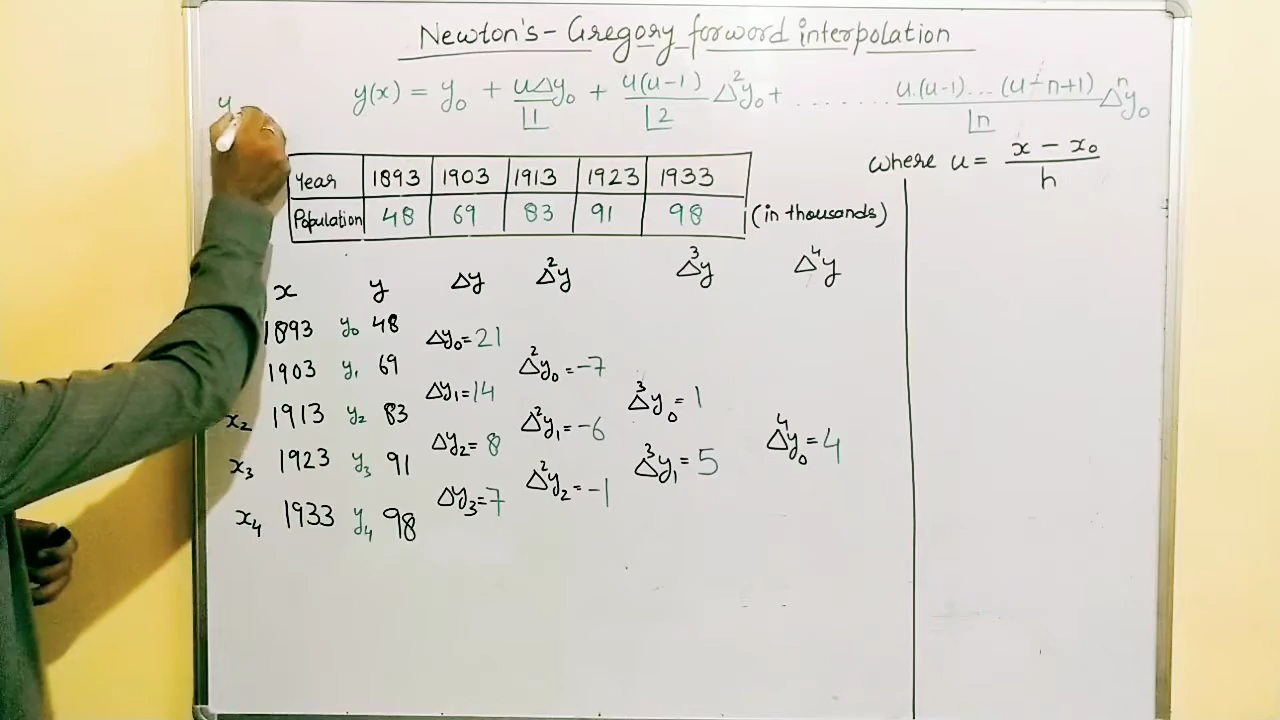 Newton's - Gregory forword interpolation
y(x) = y₀ + uΔy₀/⌊1 + u(u-1)/⌊2 Δ²y₀ + ........ u.(u-1)...(u-n+1)/⌊n Δⁿy₀
y
where u = x - x₀/h
Year 1893 1903 1913 1923 1933
Population 48 69 83 91 98 (in thousands)
x y Δy Δ²y Δ³y Δ⁴y
1893 y₀ 48
Δy₀=21
1903 y₁ 69
Δ²y₀=-7
Δy₁=14
Δ³y₀=1
x₂ 1913 y₂ 83
Δ²y₁=-6
Δy₂=8
Δ⁴y₀=4
x₃ 1923 y₃ 91
Δ³y₁=5
Δ²y₂=-1
Δy₃=7
x₄ 1933 y₄ 98